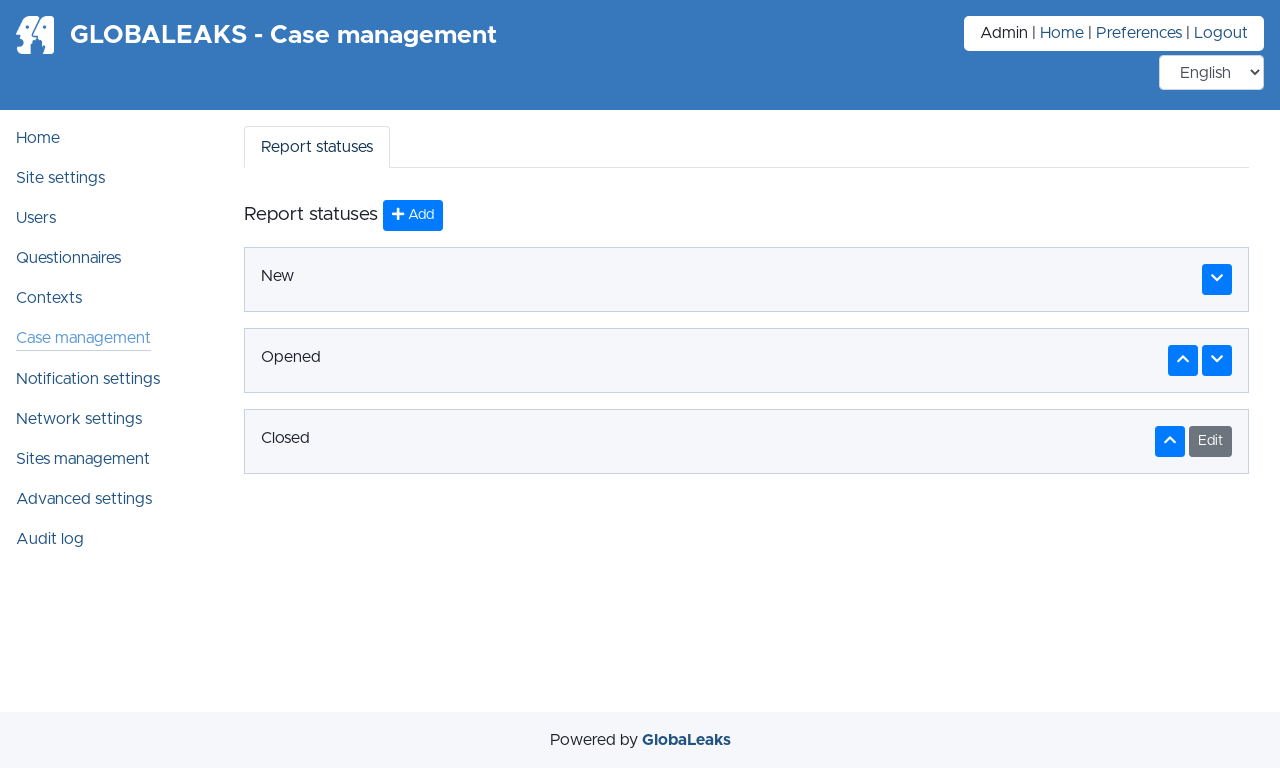 GLOBALEAKS - Case management
Admin | Home | Preferences | Logout
English
Home
Site settings
Users
Questionnaires
Contexts
Case management
Notification settings
Network settings
Sites management
Advanced settings
Audit log
Report statuses
Report statuses Add
New
Opened
Closed
Edit
Powered by GlobaLeaks